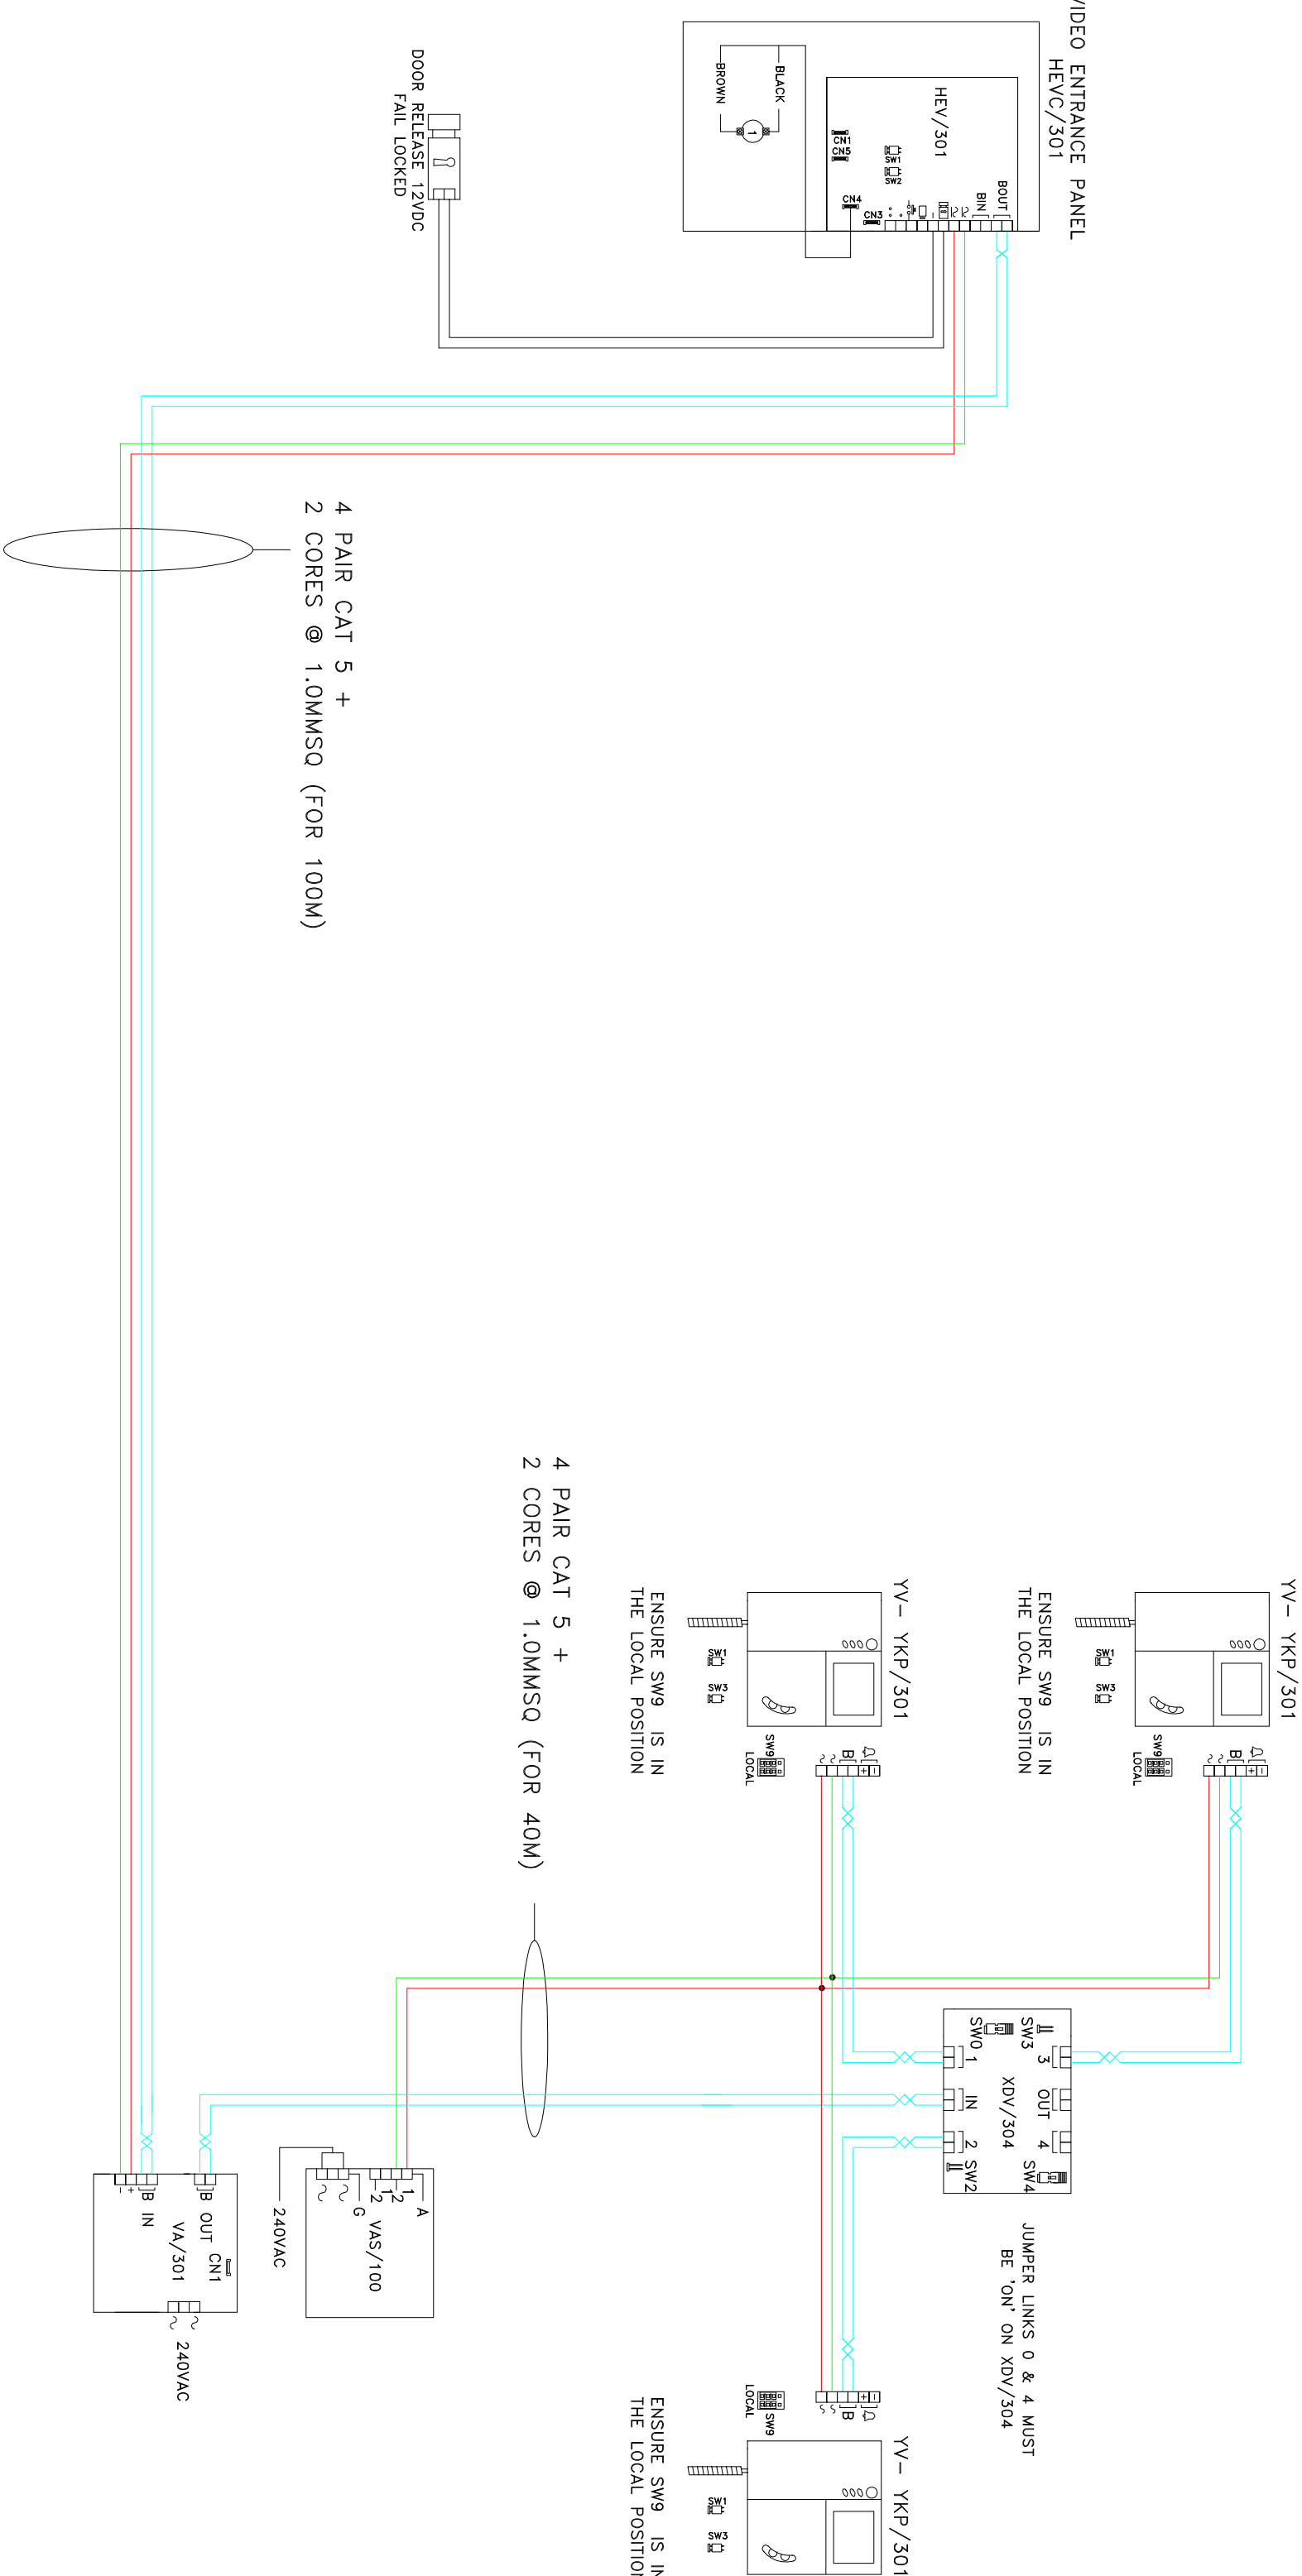 VIDEO ENTRANCE PANEL
HEVC/301
HEV/301
BLACK
BROWN
1
CN1
CN5
SW1
SW2
CN4
CN3
BOUT
BIN
DOOR RELEASE 12VDC
FAIL LOCKED
4 PAIR CAT 5 +
2 CORES @ 1.0MMSQ (FOR 100M)
YV- YKP/301
SW1
SW3
SW9
LOCAL
B
+
-
ENSURE SW9 IS IN
THE LOCAL POSITION
YV- YKP/301
SW1
SW3
SW9
LOCAL
B
+
-
ENSURE SW9 IS IN
THE LOCAL POSITION
4 PAIR CAT 5 +
2 CORES @ 1.0MMSQ (FOR 40M)
SW3
3
OUT
4
SW4
XDV/304
SW0
1
IN
2
SW2
JUMPER LINKS 0 & 4 MUST
BE 'ON' ON XDV/304
YV- YKP/301
SW1
SW3
SW9
LOCAL
B
+
-
ENSURE SW9 IS IN
THE LOCAL POSITION
A
1
2
1
2
G
VAS/100
240VAC
B OUT
CN1
VA/301
B IN
+
-
240VAC